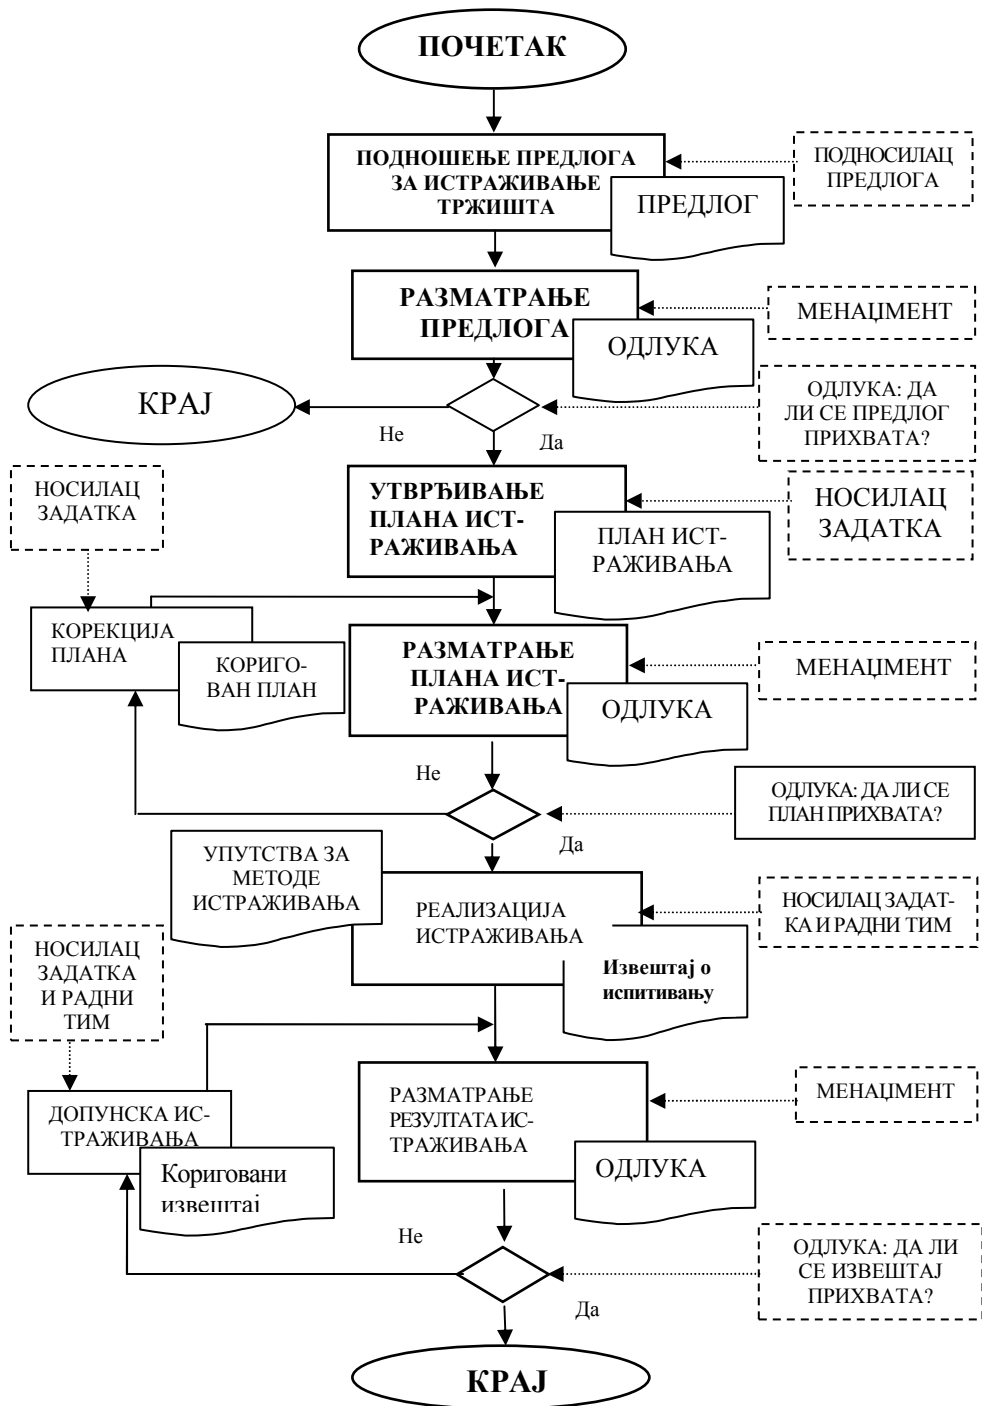 ПОЧЕТАК
ПОДНОШЕЊЕ ПРЕДЛОГА
ЗА ИСТРАЖИВАЊЕ
ТРЖИШТА
ПРЕДЛОГ
ПОДНОСИЛАЦ
ПРЕДЛОГА
РАЗМАТРАЊЕ
ПРЕДЛОГА
ОДЛУКА
МЕНАЏМЕНТ
КРАЈ
Не
Да
ОДЛУКА: ДА
ЛИ СЕ ПРЕДЛОГ
ПРИХВАТА?
НОСИЛАЦ
ЗАДАТКА
УТВРЂИВАЊЕ
ПЛАНА ИСТ-
РАЖИВАЊА
ПЛАН ИСТ-
РАЖИВАЊА
НОСИЛАЦ
ЗАДАТКА
КОРЕКЦИЈА
ПЛАНА
КОРИГО-
ВАН ПЛАН
РАЗМАТРАЊЕ
ПЛАНА ИСТ-
РАЖИВАЊА
ОДЛУКА
МЕНАЏМЕНТ
Не
Да
ОДЛУКА: ДА ЛИ СЕ
ПЛАН ПРИХВАТА?
УПУТСТВА ЗА
МЕТОДЕ
ИСТРАЖИВАЊА
РЕАЛИЗАЦИЈА
ИСТРАЖИВАЊА
Извештај о
испитивању
НОСИЛАЦ ЗАДАТ-
КА И РАДНИ ТИМ
НОСИЛАЦ
ЗАДАТКА
И РАДНИ
ТИМ
ДОПУНСКА ИС-
ТРАЖИВАЊА
Кориговани
извештај
РАЗМАТРАЊЕ
РЕЗУЛТАТА ИС-
ТРАЖИВАЊА
ОДЛУКА
МЕНАЏМЕНТ
Не
Да
ОДЛУКА: ДА ЛИ
СЕ ИЗВЕШТАЈ
ПРИХВАТА?
КРАЈ